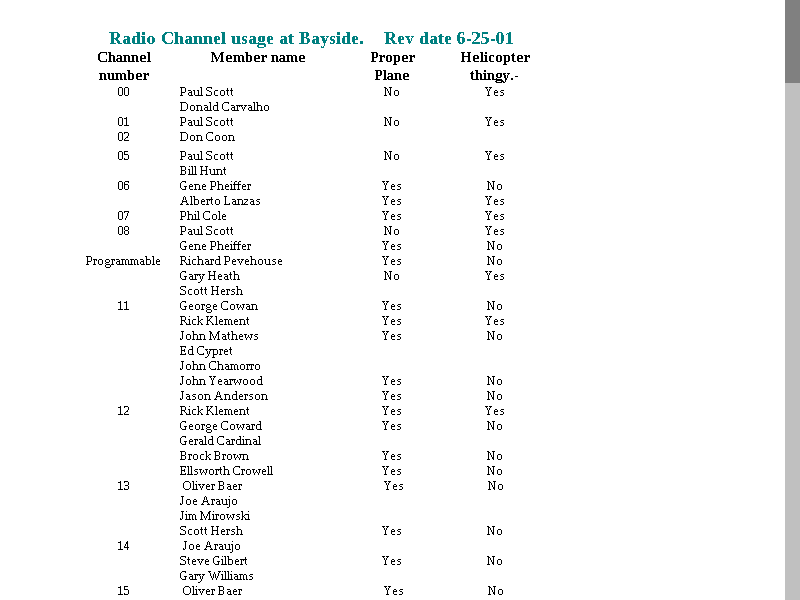 Radio Channel usage at Bayside. Rev date 6-25-01
Channel number Member name Proper Plane Helicopter thingy.-
00 Paul Scott No Yes
Donald Carvalho
01 Paul Scott No Yes
02 Don Coon
05 Paul Scott No Yes
Bill Hunt
06 Gene Pheiffer Yes No
Alberto Lanzas Yes Yes
07 Phil Cole Yes Yes
08 Paul Scott No Yes
Gene Pheiffer Yes No
Programmable Richard Pevehouse Yes No
Gary Heath No Yes
Scott Hersh
11 George Cowan Yes No
Rick Klement Yes Yes
John Mathews Yes No
Ed Cypret
John Chamorro
John Yearwood Yes No
Jason Anderson Yes No
12 Rick Klement Yes Yes
George Coward Yes No
Gerald Cardinal
Brock Brown Yes No
Ellsworth Crowell Yes No
13 Oliver Baer Yes No
Joe Araujo
Jim Mirowski
Scott Hersh Yes No
14 Joe Araujo
Steve Gilbert Yes No
Gary Williams
15 Oliver Baer Yes No